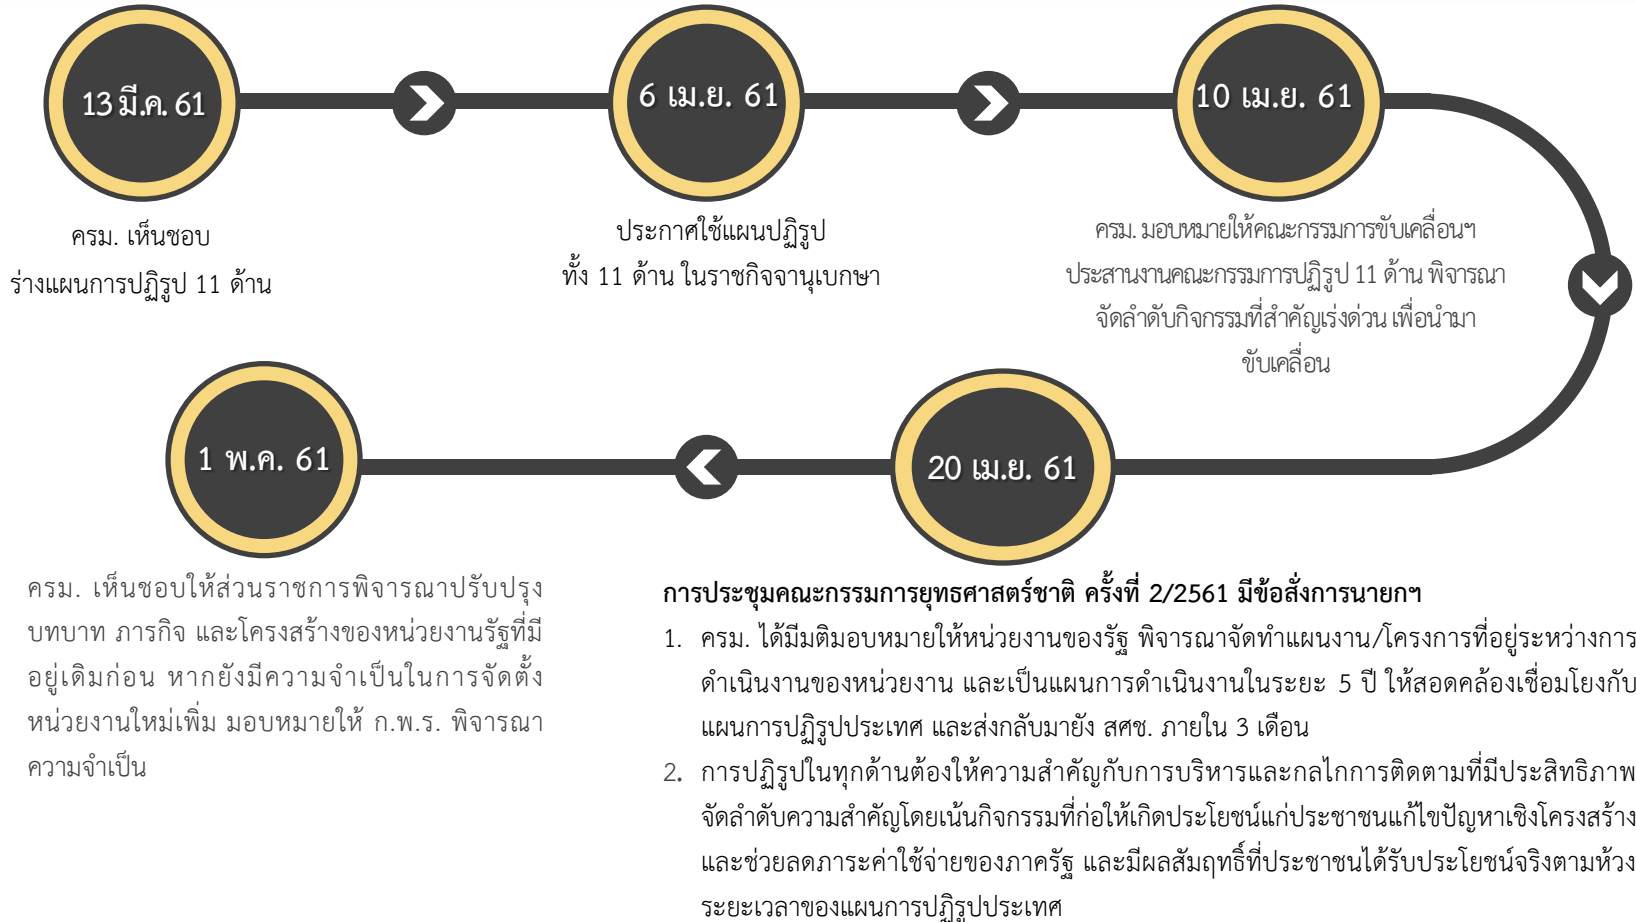 13 มี.ค. 61
6 เม.ย. 61
10 เม.ย. 61
ครม. เห็นชอบ
ร่างแผนการปฏิรูป 11 ด้าน
ประกาศใช้แผนปฏิรูป
ทั้ง 11 ด้าน ในราชกิจจานุเบกษา
ครม. มอบหมายให้คณะกรรมการขับเคลื่อนฯ
ประสานงานคณะกรรมการปฏิรูป 11 ด้าน พิจารณา
จัดลำดับกิจกรรมที่สำคัญเร่งด่วน เพื่อนำมา
ขับเคลื่อน
20 เม.ย. 61
การประชุมคณะกรรมการยุทธศาสตร์ชาติ ครั้งที่ 2/2561 มีข้อสั่งการนายกฯ
1. ครม. ได้มีมติมอบหมายให้หน่วยงานของรัฐ พิจารณาจัดทำแผนงาน/โครงการที่อยู่ระหว่างการ
ดำเนินงานของหน่วยงาน และเป็นแผนการดำเนินงานในระยะ 5 ปี ให้สอดคล้องเชื่อมโยงกับ
แผนการปฏิรูปประเทศ และส่งกลับมายัง สศช. ภายใน 3 เดือน
2. การปฏิรูปในทุกด้านต้องให้ความสำคัญกับการบริหารและกลไกการติดตามที่มีประสิทธิภาพ
จัดลำดับความสำคัญโดยเน้นกิจกรรมที่ก่อให้เกิดประโยชน์แก่ประชาชนแก้ไขปัญหาเชิงโครงสร้าง
และช่วยลดภาระค่าใช้จ่ายของภาครัฐ และมีผลสัมฤทธิ์ที่ประชาชนได้รับประโยชน์จริงตามห้วง
ระยะเวลาของแผนการปฏิรูปประเทศ
1 พ.ค. 61
ครม. เห็นชอบให้ส่วนราชการพิจารณาปรับปรุง
บทบาท ภารกิจ และโครงสร้างของหน่วยงานรัฐที่มี
อยู่เดิมก่อน หากยังมีความจำเป็นในการจัดตั้ง
หน่วยงานใหม่เพิ่ม มอบหมายให้ ก.พ.ร. พิจารณา
ความจำเป็น